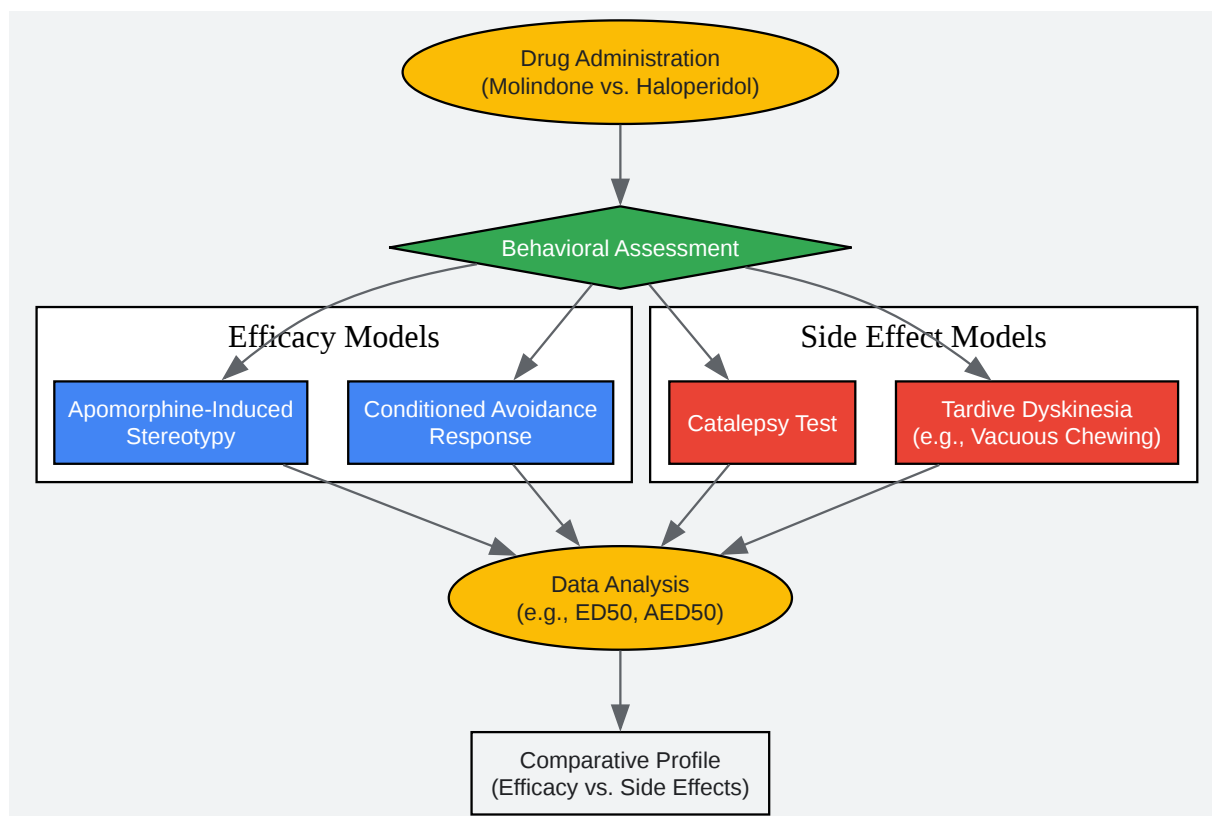 Drug Administration
(Molindone vs. Haloperidol)
Behavioral Assessment
Efficacy Models
Side Effect Models
Apomorphine-Induced
Stereotypy
Conditioned Avoidance
Response
Catalepsy Test
Tardive Dyskinesia
(e.g., Vacuous Chewing)
Data Analysis
(e.g., ED50, AED50)
Comparative Profile
(Efficacy vs. Side Effects)